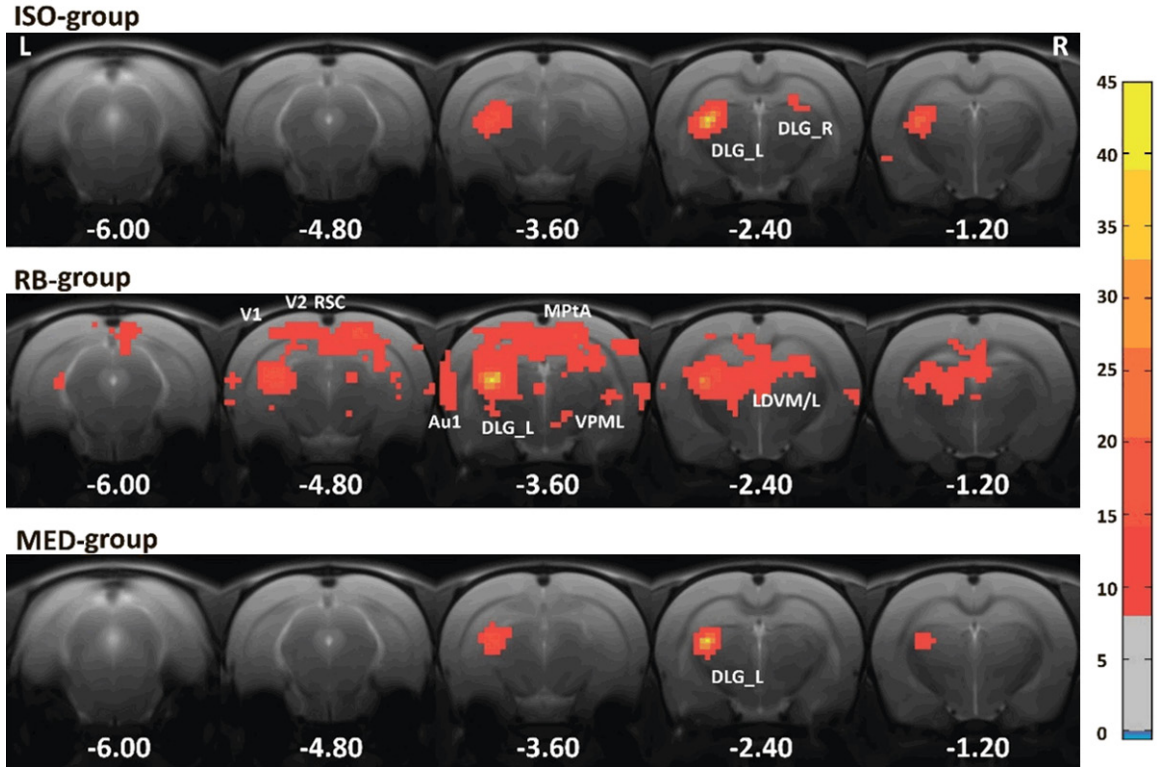 ISO-group
L R
DLG_L DLG_R
-6.00 -4.80 -3.60 -2.40 -1.20
RB-group
V1 V2 RSC MPtA
Au1 DLG_L VPML LDVM/L
-6.00 -4.80 -3.60 -2.40 -1.20
MED-group
DLG_L
-6.00 -4.80 -3.60 -2.40 -1.20
45
40
35
30
25
20
15
10
5
0